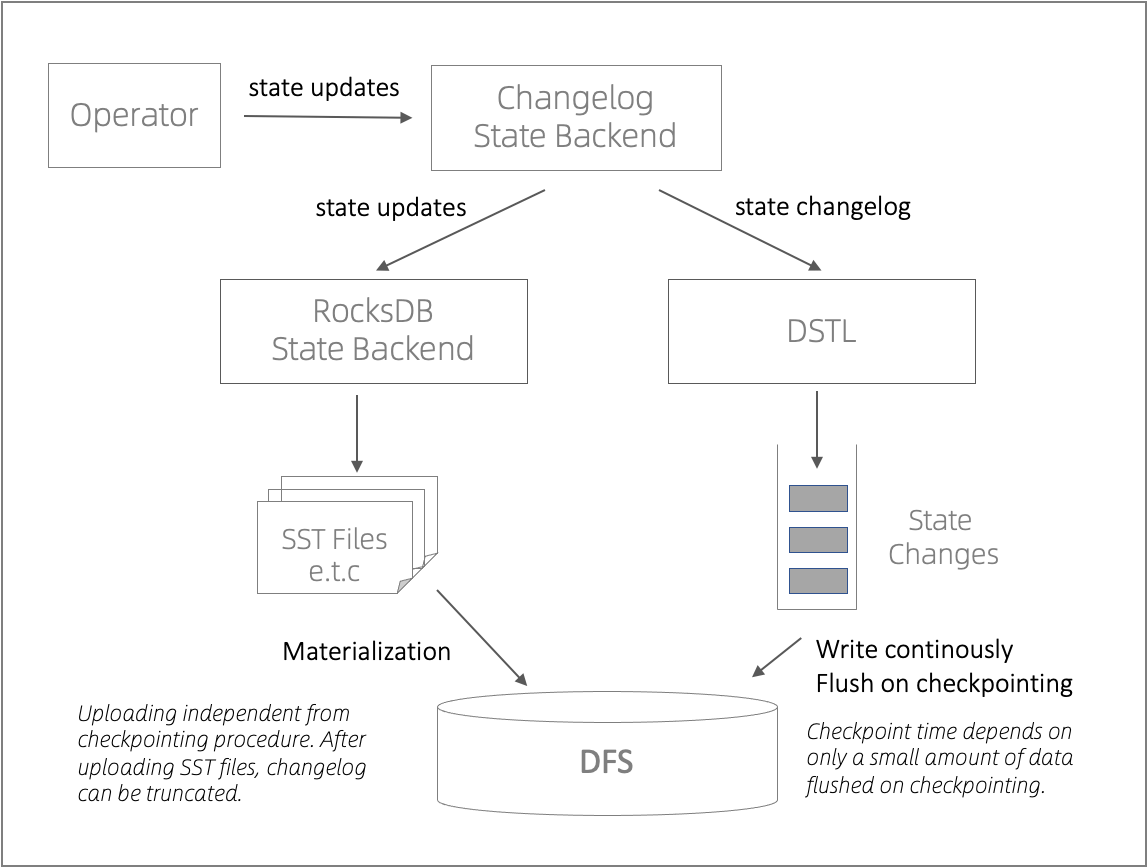 Operator
state updates
Changelog
State Backend
state updates
state changelog
RocksDB
State Backend
DSTL
SST Files
e.t.c
State
Changes
Materialization
Write continously
Flush on checkpointing
Uploading independent from
checkpointing procedure. After
uploading SST files, changelog
can be truncated.
DFS
Checkpoint time depends on
only a small amount of data
flushed on checkpointing.